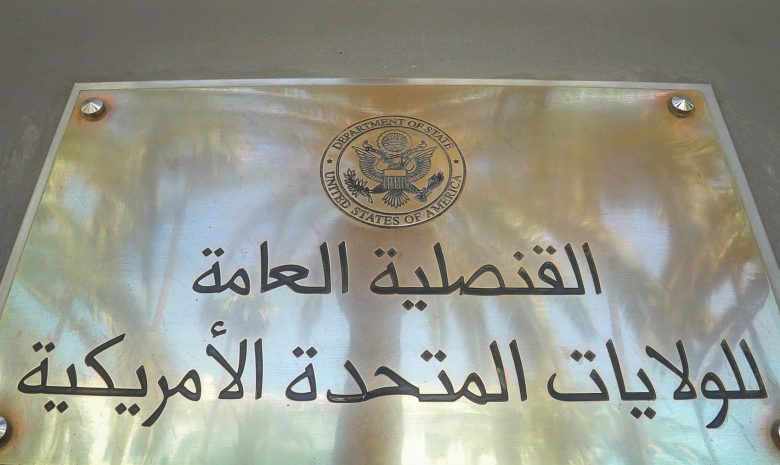 DEPARTMENT OF STATE
UNITED STATES OF AMERICA
القنصلية العامة
للولايات المتحدة الأمريكية